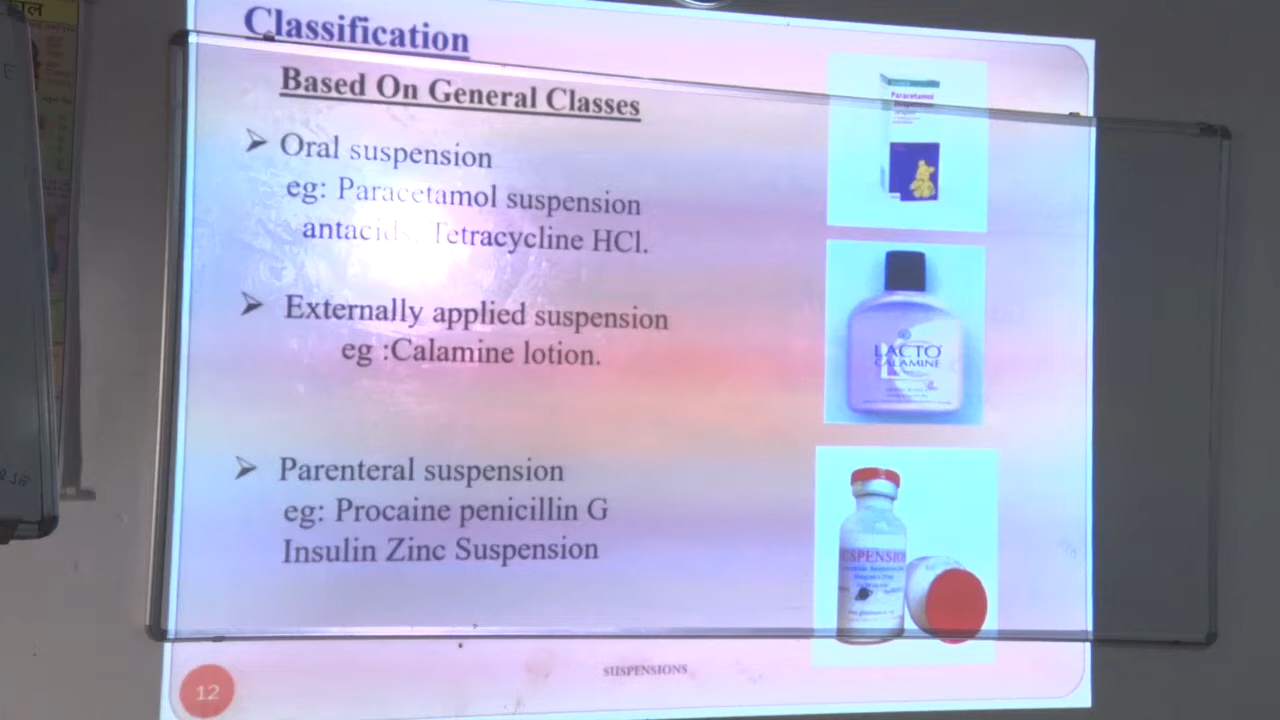 Classification
Based On General Classes
➤ Oral suspension
eg: Paracetamol suspension
antacids, Tetracycline HCl.
➤ Externally applied suspension
eg :Calamine lotion.
➤ Parenteral suspension
eg: Procaine penicillin G
Insulin Zinc Suspension
Paracetamol
LACTO
CALAMINE
USPENSI
SUSPENSIONS
12